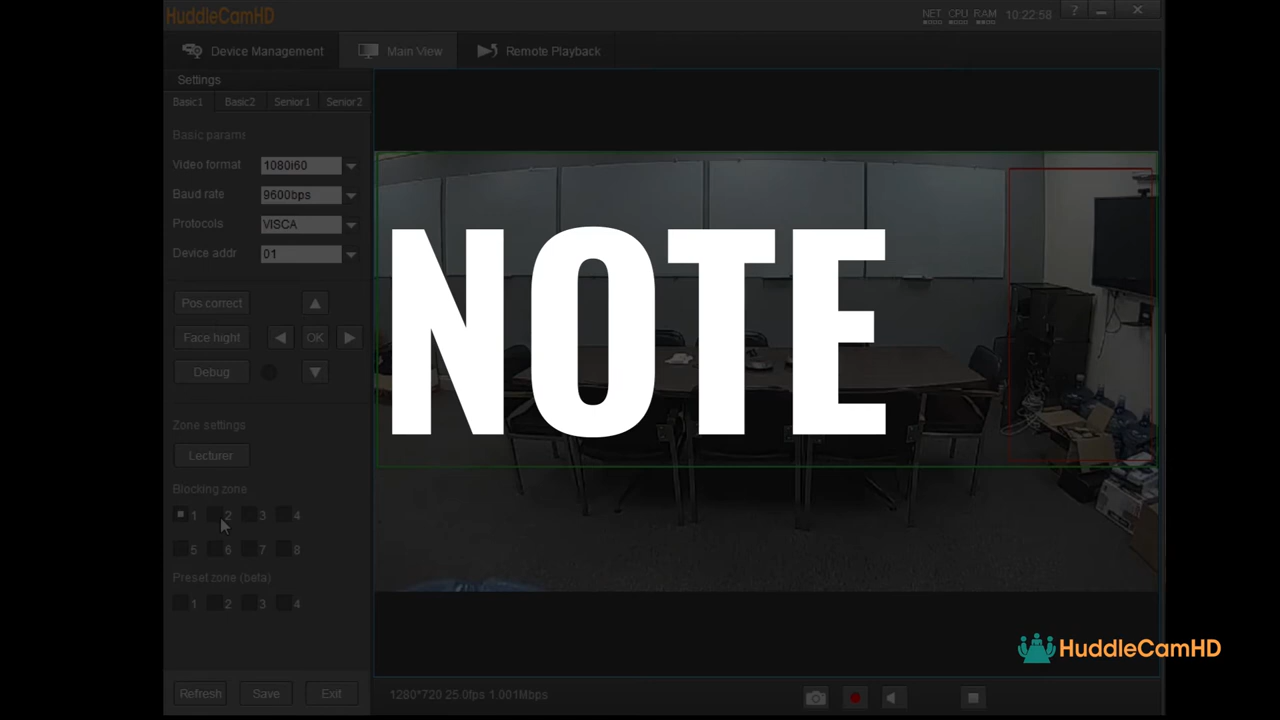 HuddleCamHD
NET CPU RAM 10:22:58 ?
Device Management Main View Remote Playback
Settings
Basic1 Basic2 Senior1 Senior2
Basic params
Video format 1080i60
Baud rate 9600bps
Protocols VISCA
Device addr 01
Pos correct
Face hight OK
Debug
Zone settings
Lecturer
Blocking zone
1 2 3 4
5 6 7 8
Preset zone (beta)
1 2 3 4
Refresh Save Exit
1280*720 25.0fps 1.001Mbps
NOTE
HuddleCamHD